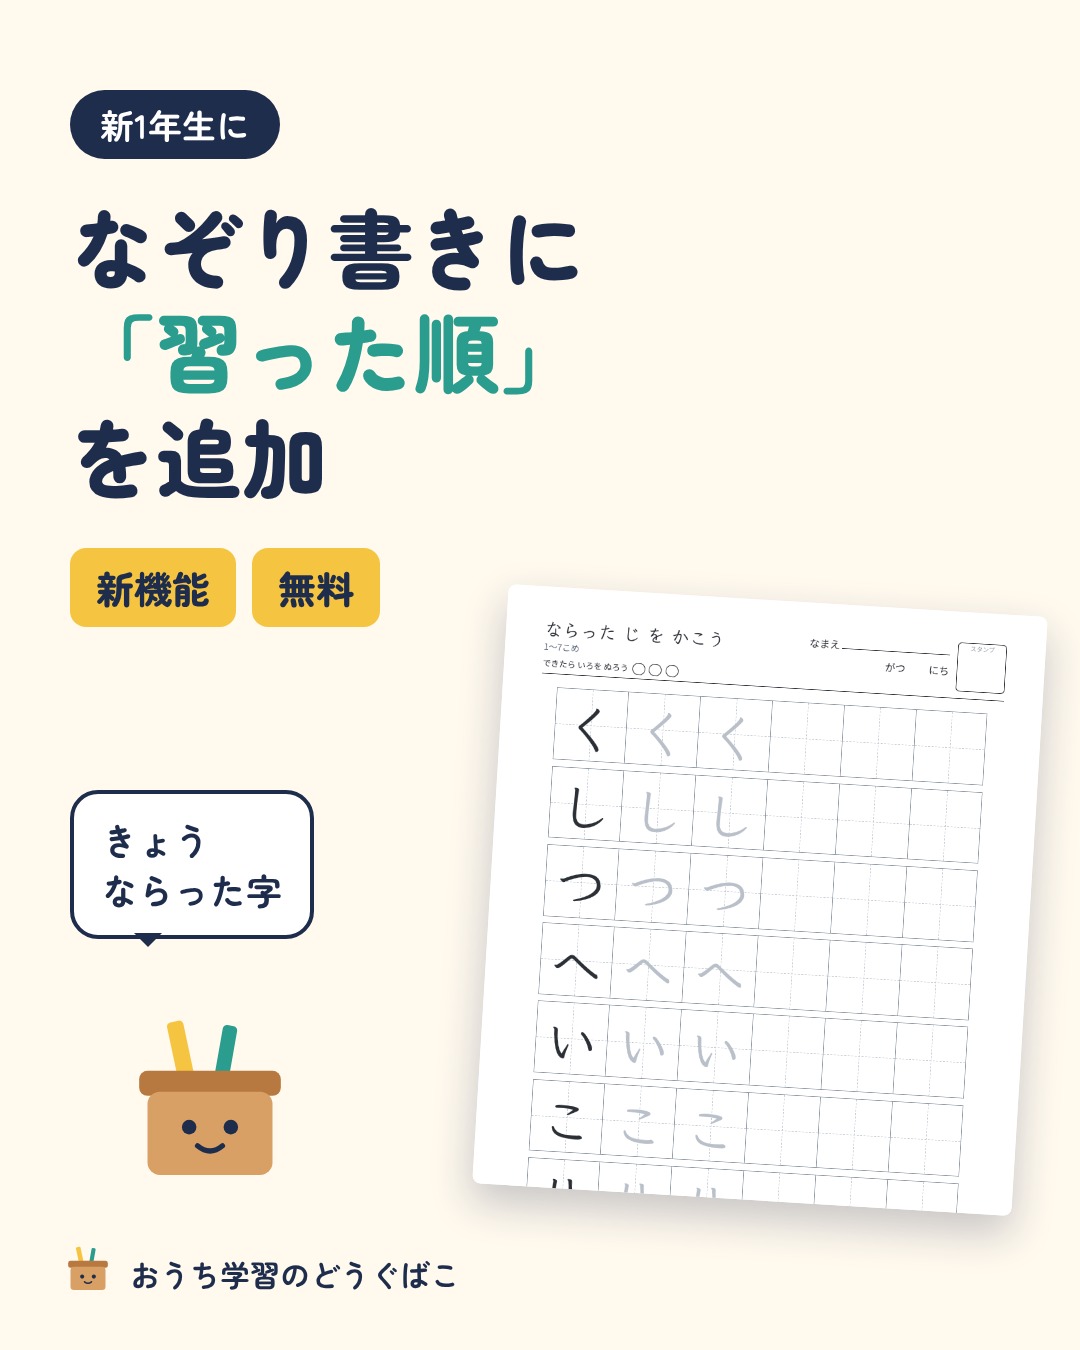 新1年生に
なぞり書きに
「習った順」
を追加
新機能 無料
ならった じ を かこう
1〜7こめ
できたら いろを ぬろう
なまえ
がつ にち
スタンプ
く く く
し し し
つ つ つ
へ へ へ
い い い
こ こ こ
きょう
ならった字
おうち学習のどうぐばこ